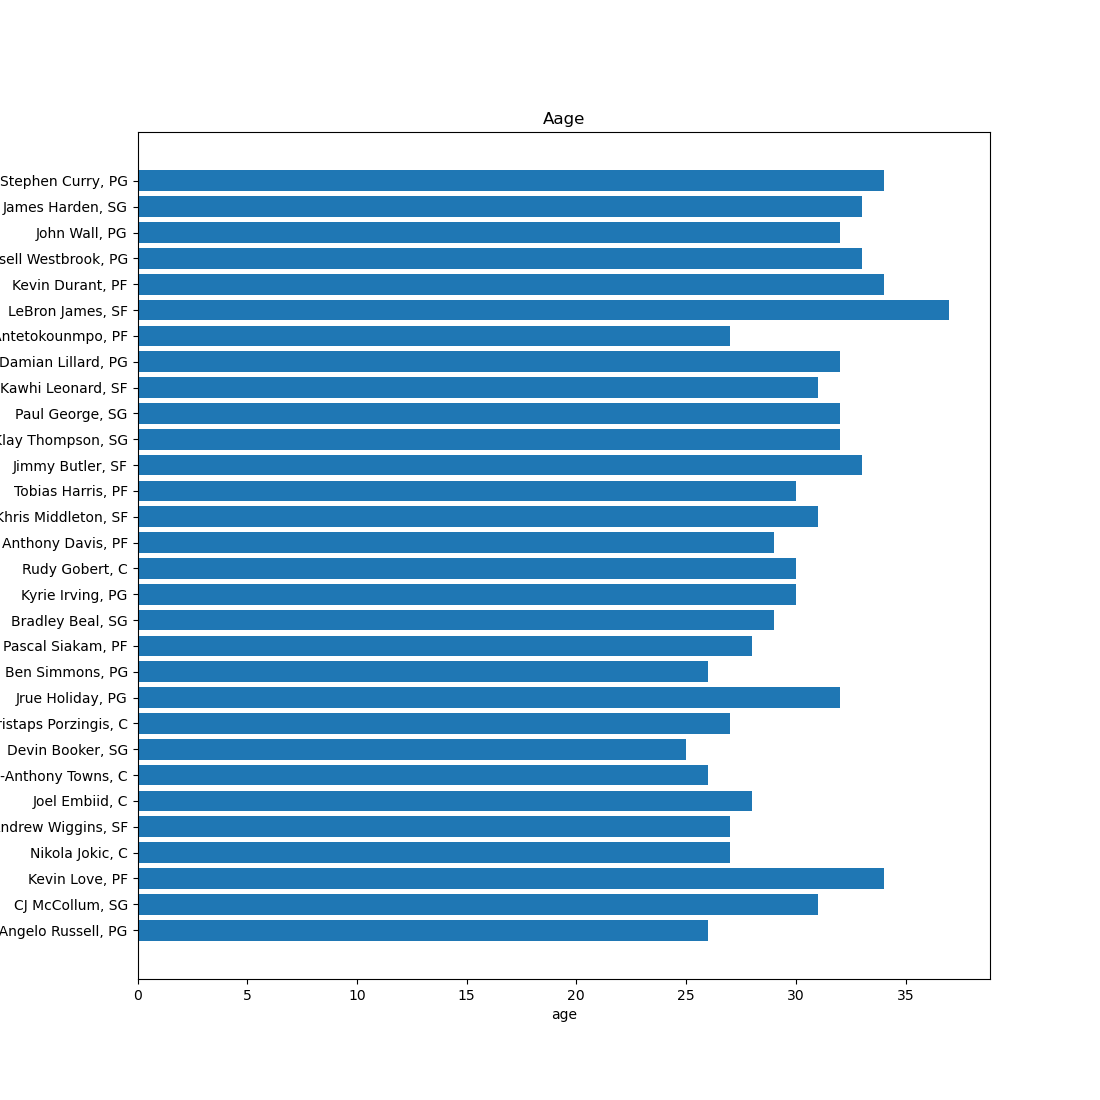 Aage
Stephen Curry, PG
James Harden, SG
John Wall, PG
sell Westbrook, PG
Kevin Durant, PF
LeBron James, SF
Antetokounmpo, PF
Damian Lillard, PG
Kawhi Leonard, SF
Paul George, SG
Klay Thompson, SG
Jimmy Butler, SF
Tobias Harris, PF
Khris Middleton, SF
Anthony Davis, PF
Rudy Gobert, C
Kyrie Irving, PG
Bradley Beal, SG
Pascal Siakam, PF
Ben Simmons, PG
Jrue Holiday, PG
ristaps Porzingis, C
Devin Booker, SG
-Anthony Towns, C
Joel Embiid, C
Andrew Wiggins, SF
Nikola Jokic, C
Kevin Love, PF
CJ McCollum, SG
Angelo Russell, PG
0 5 10 15 20 25 30 35
age